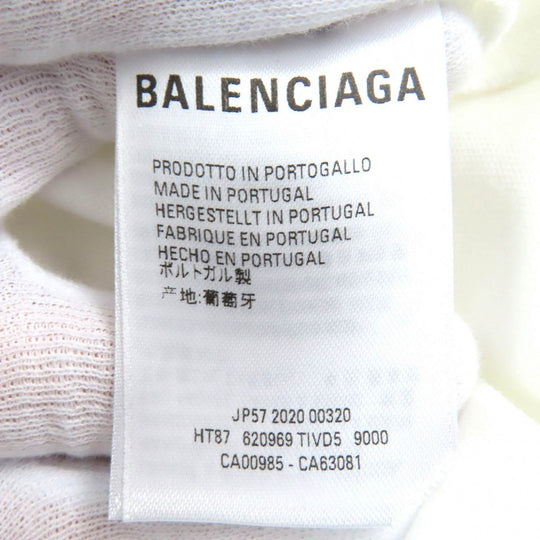 BALENCIAGA
PRODOTTO IN PORTOGALLO
MADE IN PORTUGAL
HERGESTELLT IN PORTUGAL
FABRIQUE EN PORTUGAL
HECHO EN PORTUGAL
ポルトガル製
产地:葡萄牙
JP57 2020 00320
HT87 620969 TIVD5 9000
CA00985 - CA63081